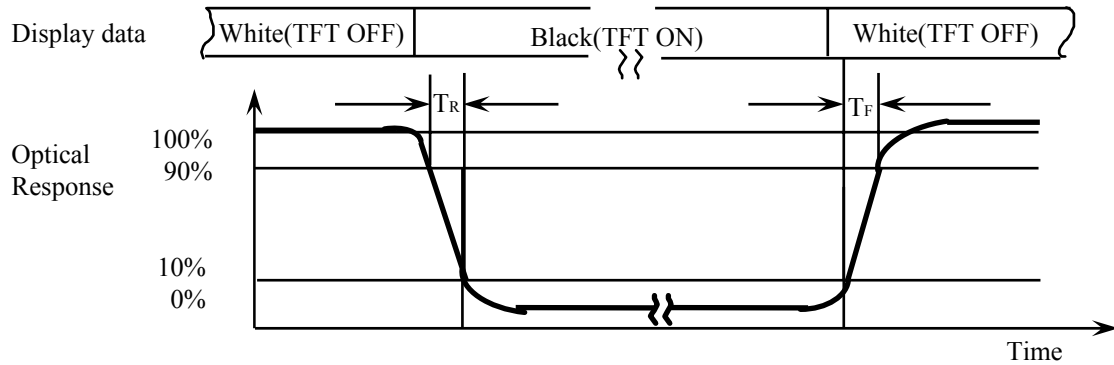 Display data White(TFT OFF) Black(TFT ON) White(TFT OFF)
TR TF
100%
Optical
Response
90%
10%
0%
Time